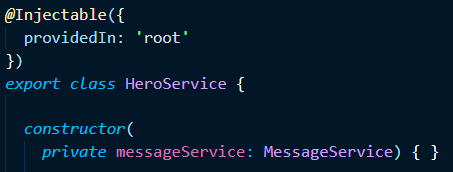 @Injectable({
  providedIn: 'root'
})
export class HeroService {

  constructor(
    private messageService: MessageService) { }